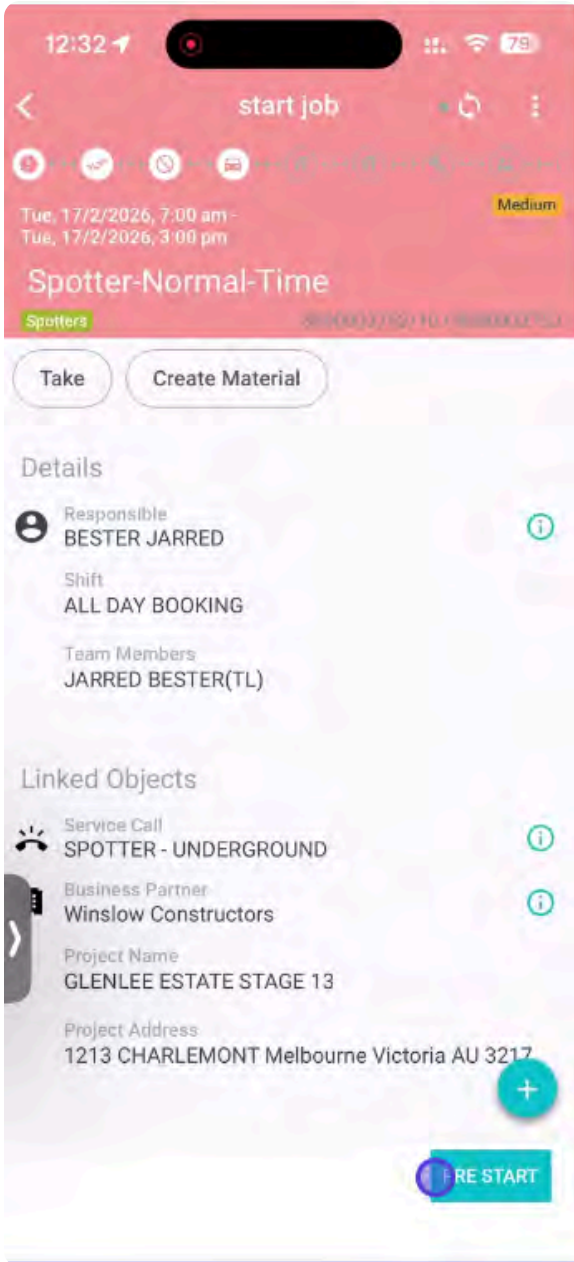 12:32
79
start job
Tue, 17/2/2026, 7:00 am -
Tue, 17/2/2026, 3:00 pm
Medium
Spotter-Normal-Time
Spotters
Take
Create Material
Details
Responsible
BESTER JARRED
Shift
ALL DAY BOOKING
Team Members
JARRED BESTER(TL)
Linked Objects
Service Call
SPOTTER - UNDERGROUND
Business Partner
Winslow Constructors
Project Name
GLENLEE ESTATE STAGE 13
Project Address
1213 CHARLEMONT Melbourne Victoria AU 3217
RE START